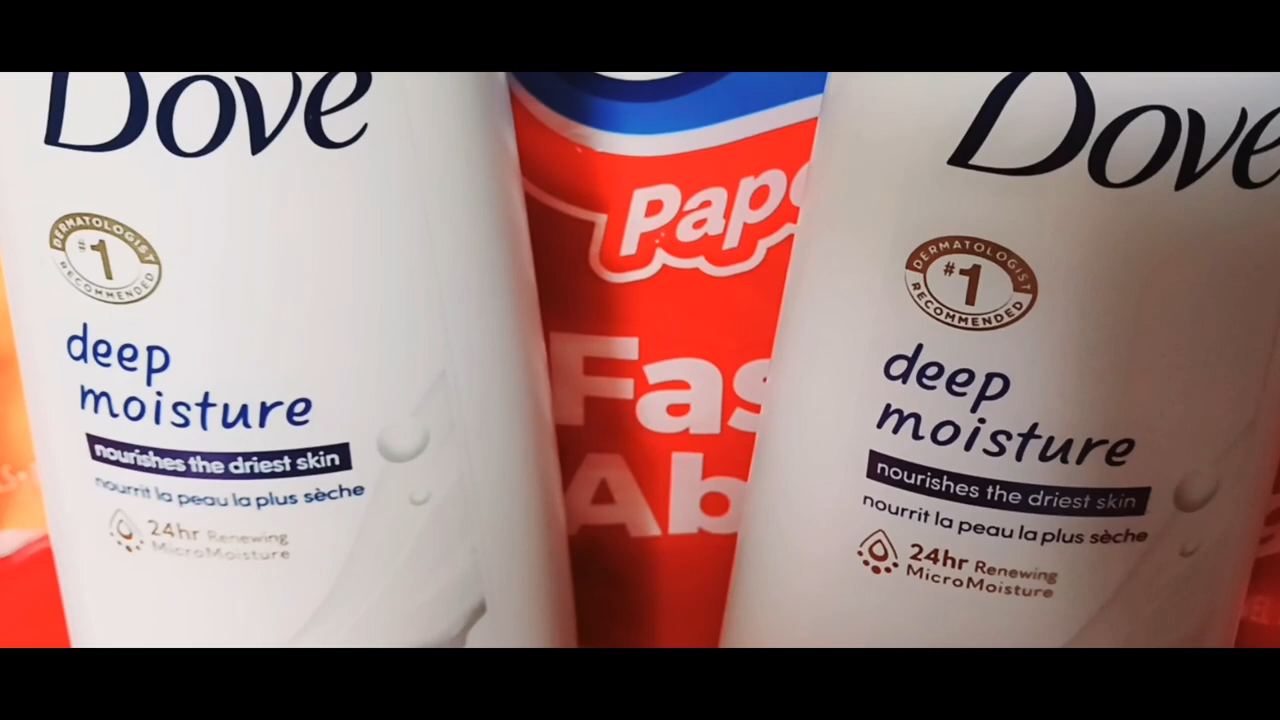 Dove
DERMATOLOGIST
#1
RECOMMENDED
deep
moisture
nourishes the driest skin
nourrit la peau la plus sèche
24hr Renewing
MicroMoisture
Pape
Fas
Ab
Dove
DERMATOLOGIST
#1
RECOMMENDED
deep
moisture
nourishes the driest skin
nourrit la peau la plus sèche
24hr Renewing
MicroMoisture